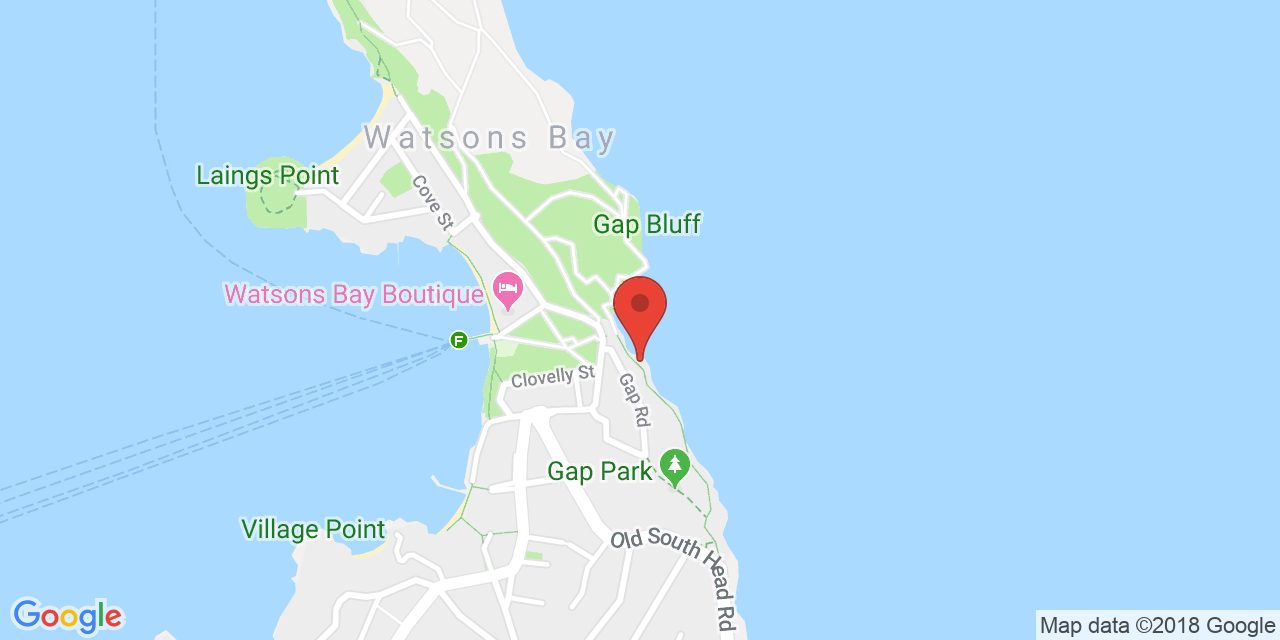 Watsons Bay
Laings Point
Cove St
Gap Bluff
Watsons Bay Boutique
F
Clovelly St
Gap Rd
Gap Park
Village Point
Old South Head Rd
Google
Map data ©2018 Google